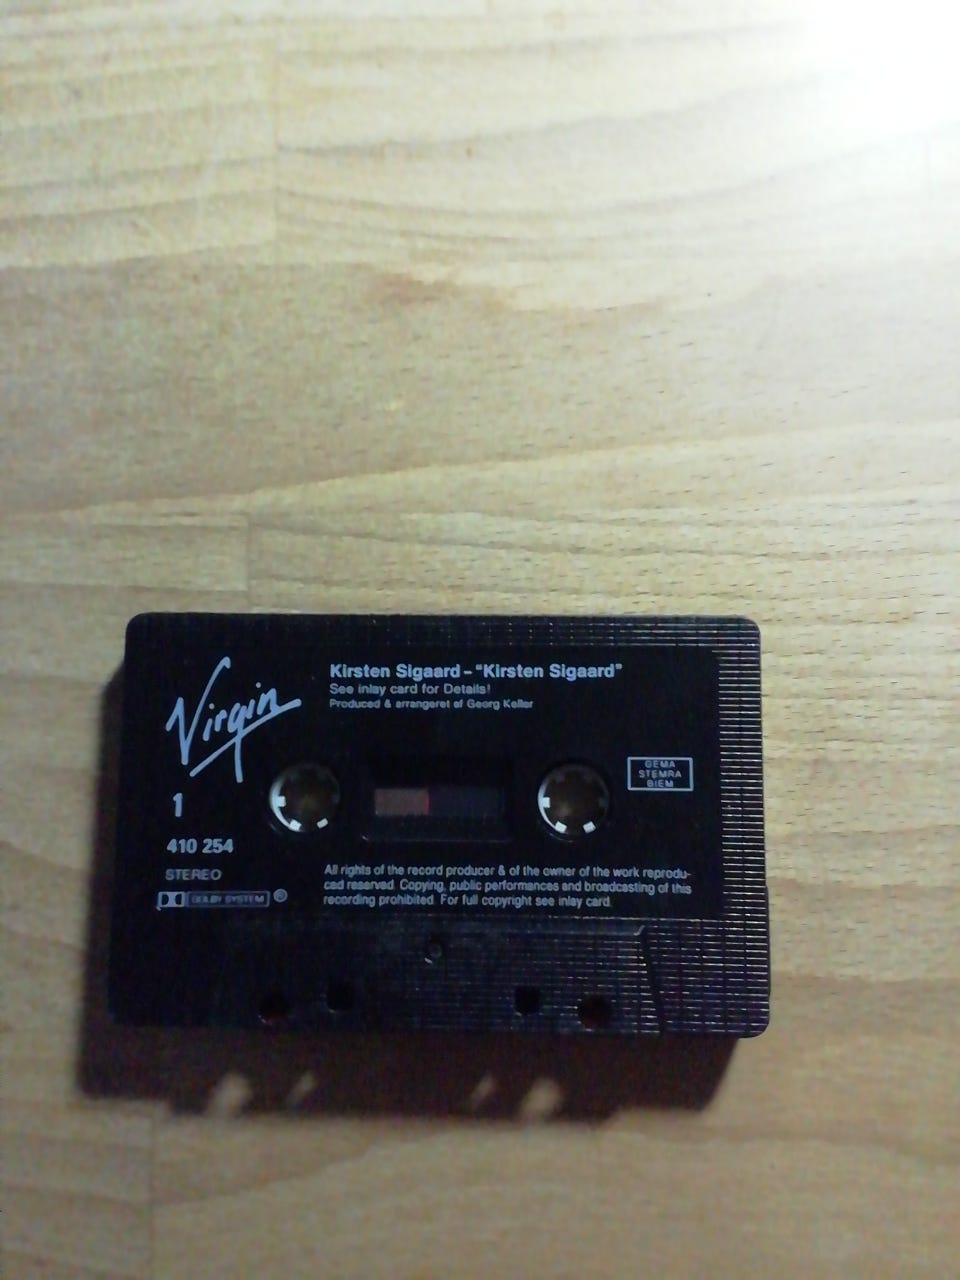 Virgin
Kirsten Sigaard – "Kirsten Sigaard"
See inlay card for Details!
Produced & arrangeret af Georg Keller
GEMA
STEMRA
BIEM
1
410 254
STEREO
DOLBY SYSTEM ®
All rights of the record producer & of the owner of the work reprodu-
ced reserved. Copying, public performances and broadcasting of this
recording prohibited. For full copyright see inlay card.